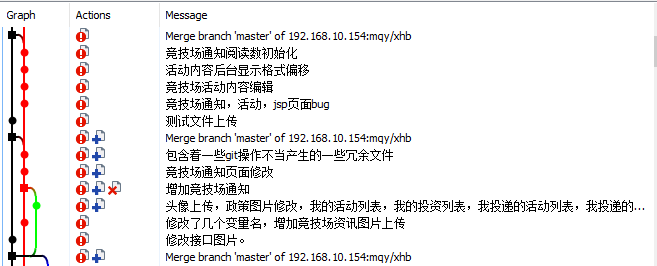 Graph Actions Message
Merge branch 'master' of 192.168.10.154:mqy/xhb
竞技场通知阅读数初始化
活动内容后台显示格式偏移
竞技场活动内容编辑
竞技场通知，活动，jsp页面bug
测试文件上传
Merge branch 'master' of 192.168.10.154:mqy/xhb
包含着一些git操作不当产生的一些冗余文件
竞技场通知页面修改
增加竞技场通知
头像上传，政策图片修改，我的活动列表，我的投资列表，我投递的活动列表，我投递的...
修改了几个变量名，增加竞技场资讯图片上传
修改接口图片。
Merge branch 'master' of 192.168.10.154:mqy/xhb